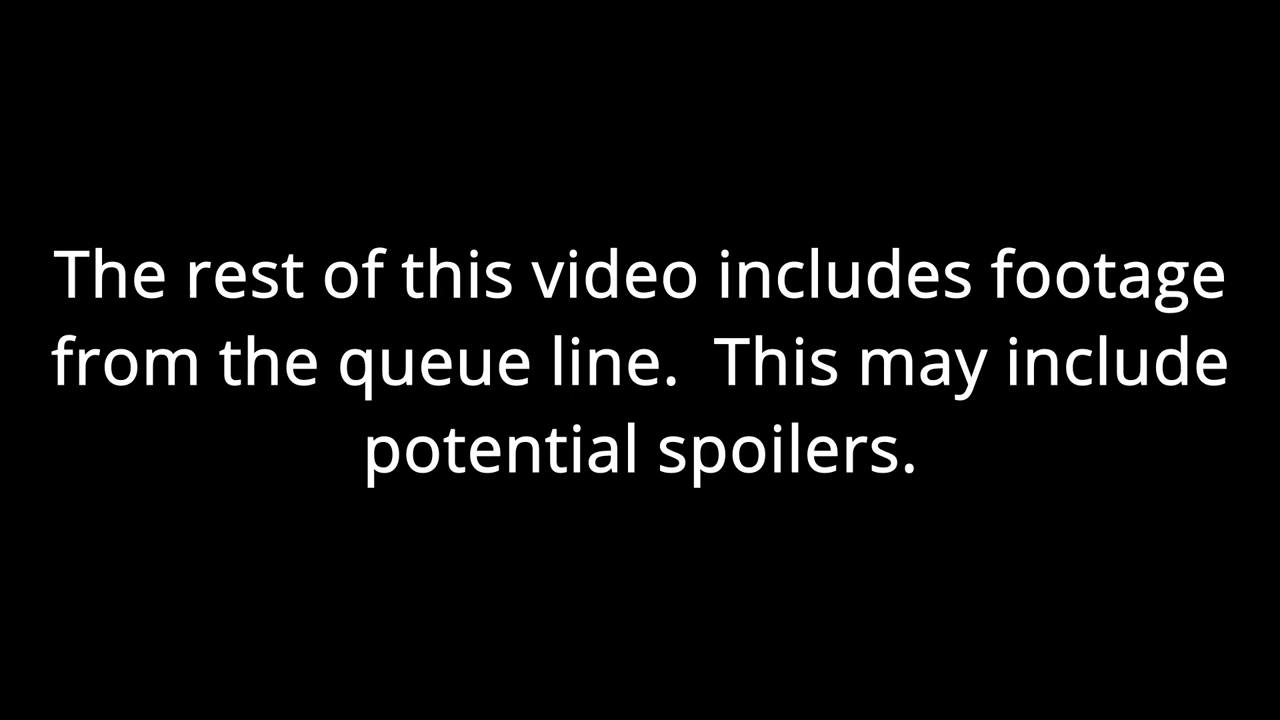 The rest of this video includes footage
from the queue line.  This may include
potential spoilers.